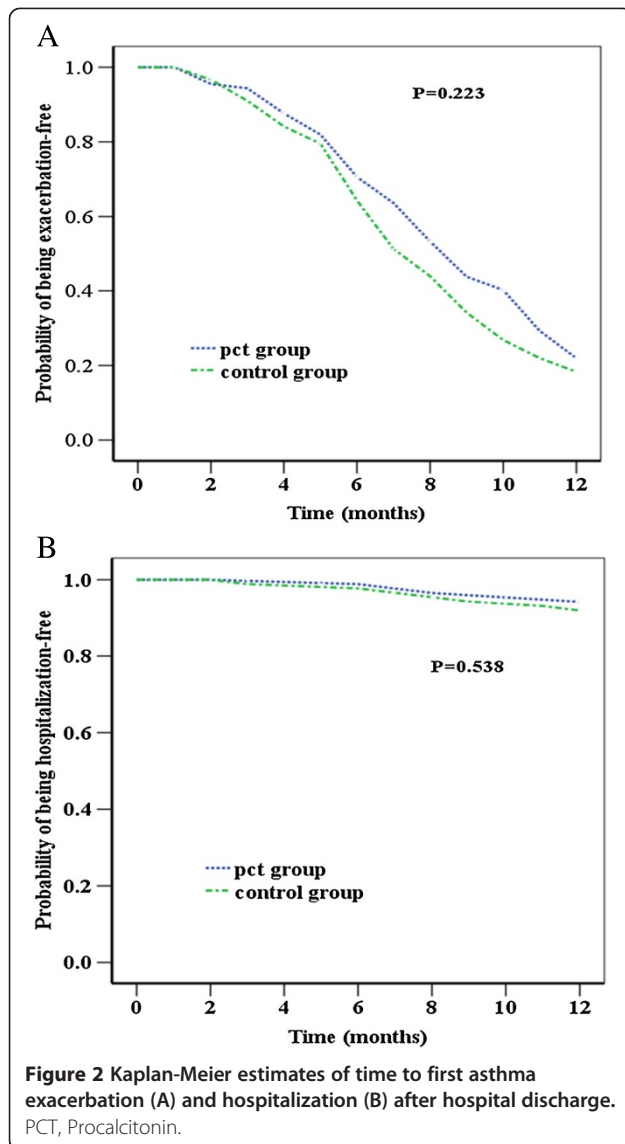 A
1.0
0.8
0.6
0.4
0.2
0.0
Probability of being exacerbation-free
P=0.223
pct group
control group
0 2 4 6 8 10 12
Time (months)
B
1.0
0.8
0.6
0.4
0.2
0.0
Probability of being hospitalization-free
P=0.538
pct group
control group
0 2 4 6 8 10 12
Time (months)
Figure 2 Kaplan-Meier estimates of time to first asthma
exacerbation (A) and hospitalization (B) after hospital discharge.
PCT, Procalcitonin.